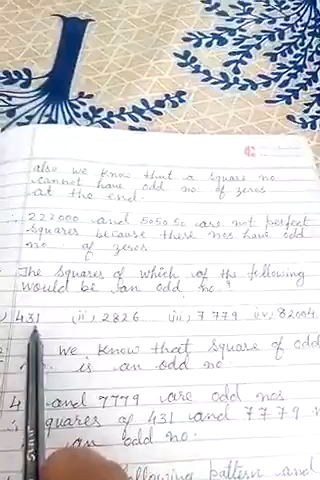 also we know that a square no
cannot have odd no of zeros
at the end.
∴ 222000 and 505050 are not perfect
squares because these nos have odd
no. of zeros
The squares of which of the following
would be an odd no. ?
431 (ii) 2826 (iii) 7779 (iv) 82004
we know that square of odd
is an odd no
and 7779 are odd nos
squares of 431 and 7779
an odd no.
following pattern and